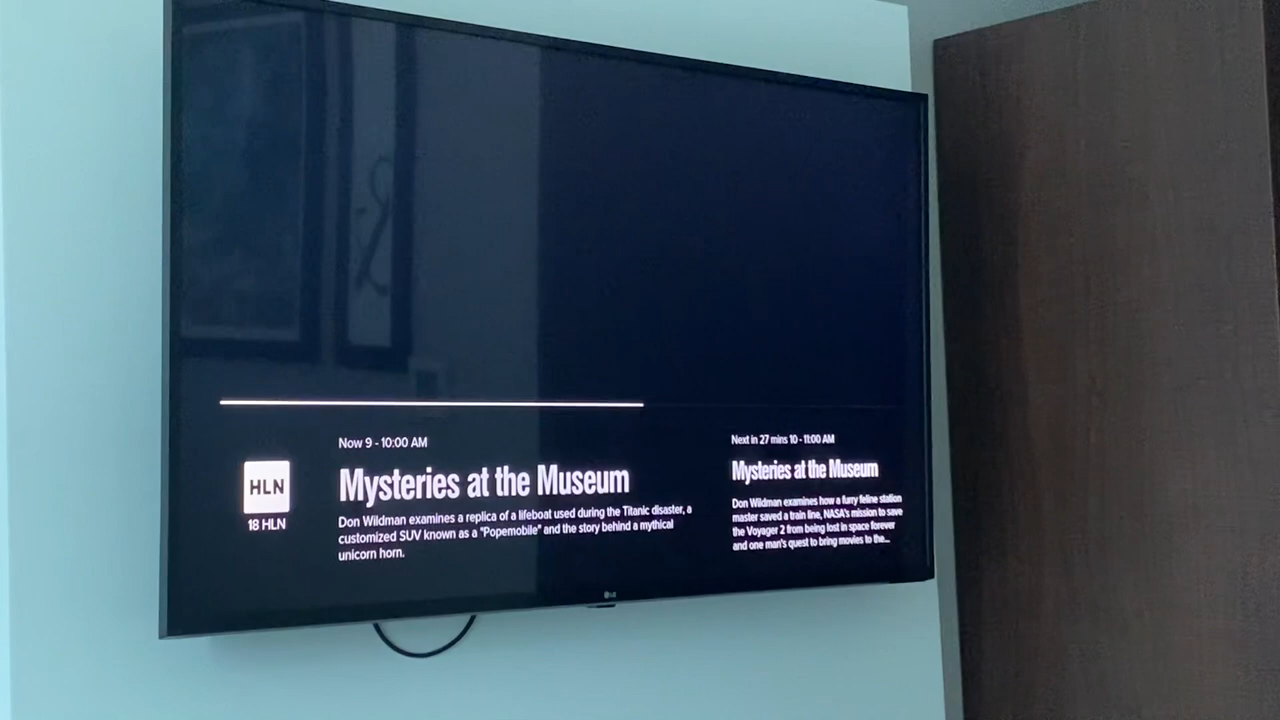 Now 9 - 10:00 AM
HLN
18 HLN
Mysteries at the Museum
Don Wildman examines a replica of a lifeboat used during the Titanic disaster, a
customized SUV known as a "Popemobile" and the story behind a mythical
unicorn horn.
Next in 27 mins 10 - 11:00 AM
Mysteries at the Museum
Don Wildman examines how a furry feline station
master saved a train line, NASA's mission to save
the Voyager 2 from being lost in space forever
and one man's quest to bring movies to the...
LG